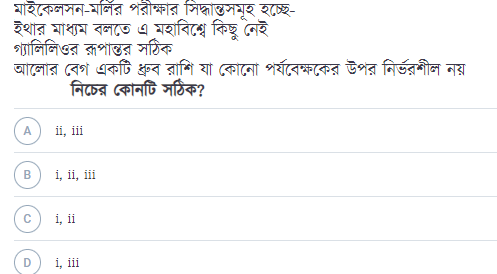 মাইকেলসন-মর্লির পরীক্ষার সিদ্ধান্তসমূহ হচ্ছে-
ইথার মাধ্যম বলতে এ মহাবিশ্বে কিছু নেই
গ্যালিলিওর রূপান্তর সঠিক
আলোর বেগ একটি ধ্রুব রাশি যা কোনো পর্যবেক্ষকের উপর নির্ভরশীল নয়
নিচের কোনটি সঠিক?
A ii, iii
B i, ii, iii
C i, ii
D i, iii